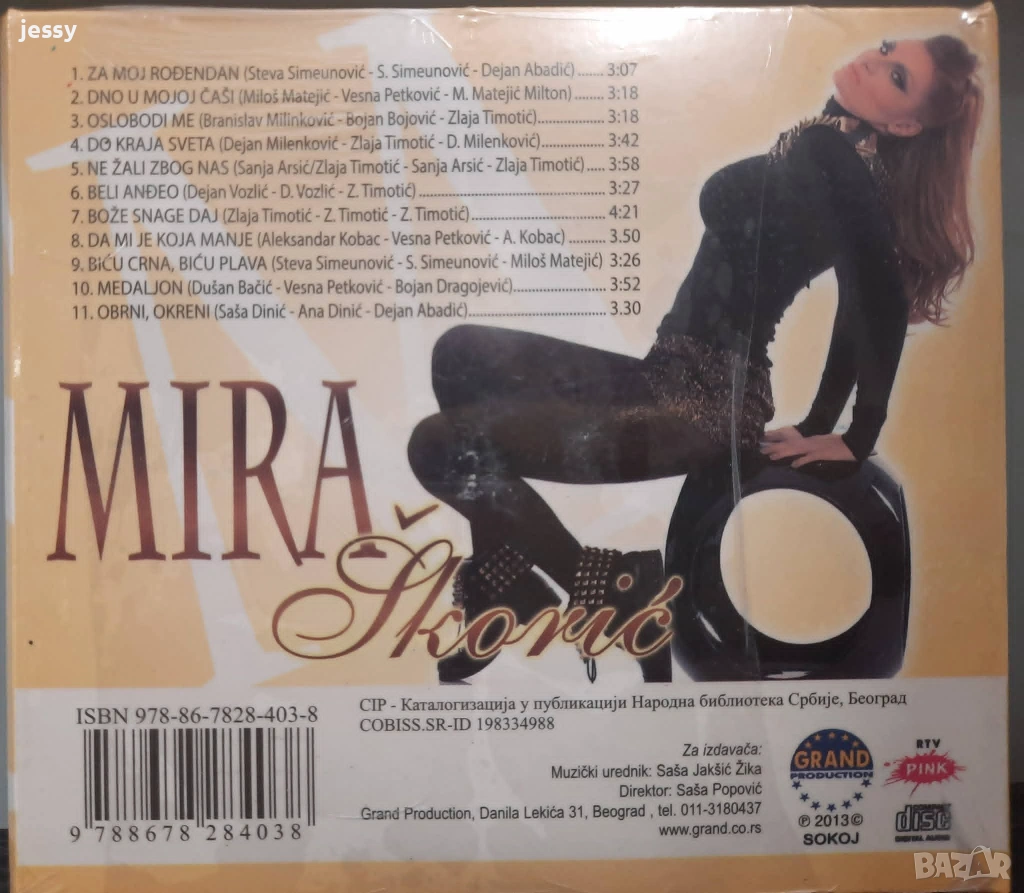 jessy
1. ZA MOJ ROĐENDAN (Steva Simeunović - S. Simeunović - Dejan Abadić)...... 3:07
2. DNO U MOJOJ ČAŠI (Miloš Matejić - Vesna Petković - M. Matejić Milton)....... 3:18
3. OSLOBODI ME (Branislav Milinković - Bojan Bojović - Zlaja Timotić)................ 3:18
4. DO KRAJA SVETA (Dejan Milenković - Zlaja Timotić - D. Milenković)............... 3:42
5. NE ŽALI ZBOG NAS (Sanja Arsić/Zlaja Timotić - Sanja Arsić - Zlaja Timotić).... 3:58
6. BELI ANĐEO (Dejan Vozlić - D. Vozlić - Z. Timotić)........................................ 3:27
7. BOŽE SNAGE DAJ (Zlaja Timotić - Z. Timotić - Z. Timotić)............................. 4:21
8. DA MI JE KOJA MANJE (Aleksandar Kobac - Vesna Petković - A. Kobac)......... 3.50
9. BIĆU CRNA, BIĆU PLAVA (Steva Simeunović - S. Simeunović - Miloš Matejić) 3:26
10. MEDALJON (Dušan Bačić - Vesna Petković - Bojan Dragojević)..................... 3:52
11. OBRNI, OKRENI (Saša Dinić - Ana Dinić - Dejan Abadić)............................... 3.30
MIRA
Škorić
ISBN 978-86-7828-403-8
9 788678 284038
CIP - Каталогизација у публикацији Народна библиотека Србије, Београд
COBISS.SR-ID 198334988
Za izdavača:
Muzički urednik: Saša Jakšić Žika
Direktor: Saša Popović
Grand Production, Danila Lekića 31, Beograd , tel. 011-3180437
www.grand.co.rs
GRAND
PRODUCTION
℗ 2013 ©
SOKOJ
RTV
PINK
COMPACT
disc
DIGITAL AUDIO
BAZAR